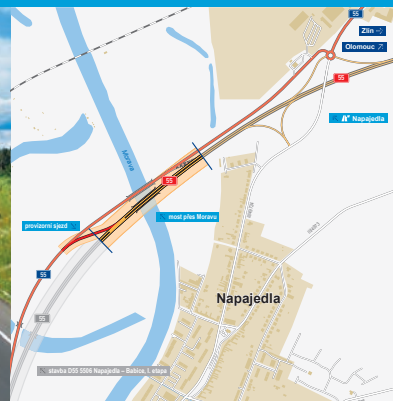 55
Zlín
Olomouc
55
Napajedla
Morava
55
most přes Moravu
provizorní sjezd
55
Napajedla
55
stavba D55 5506 Napajedla – Babice, I. etapa